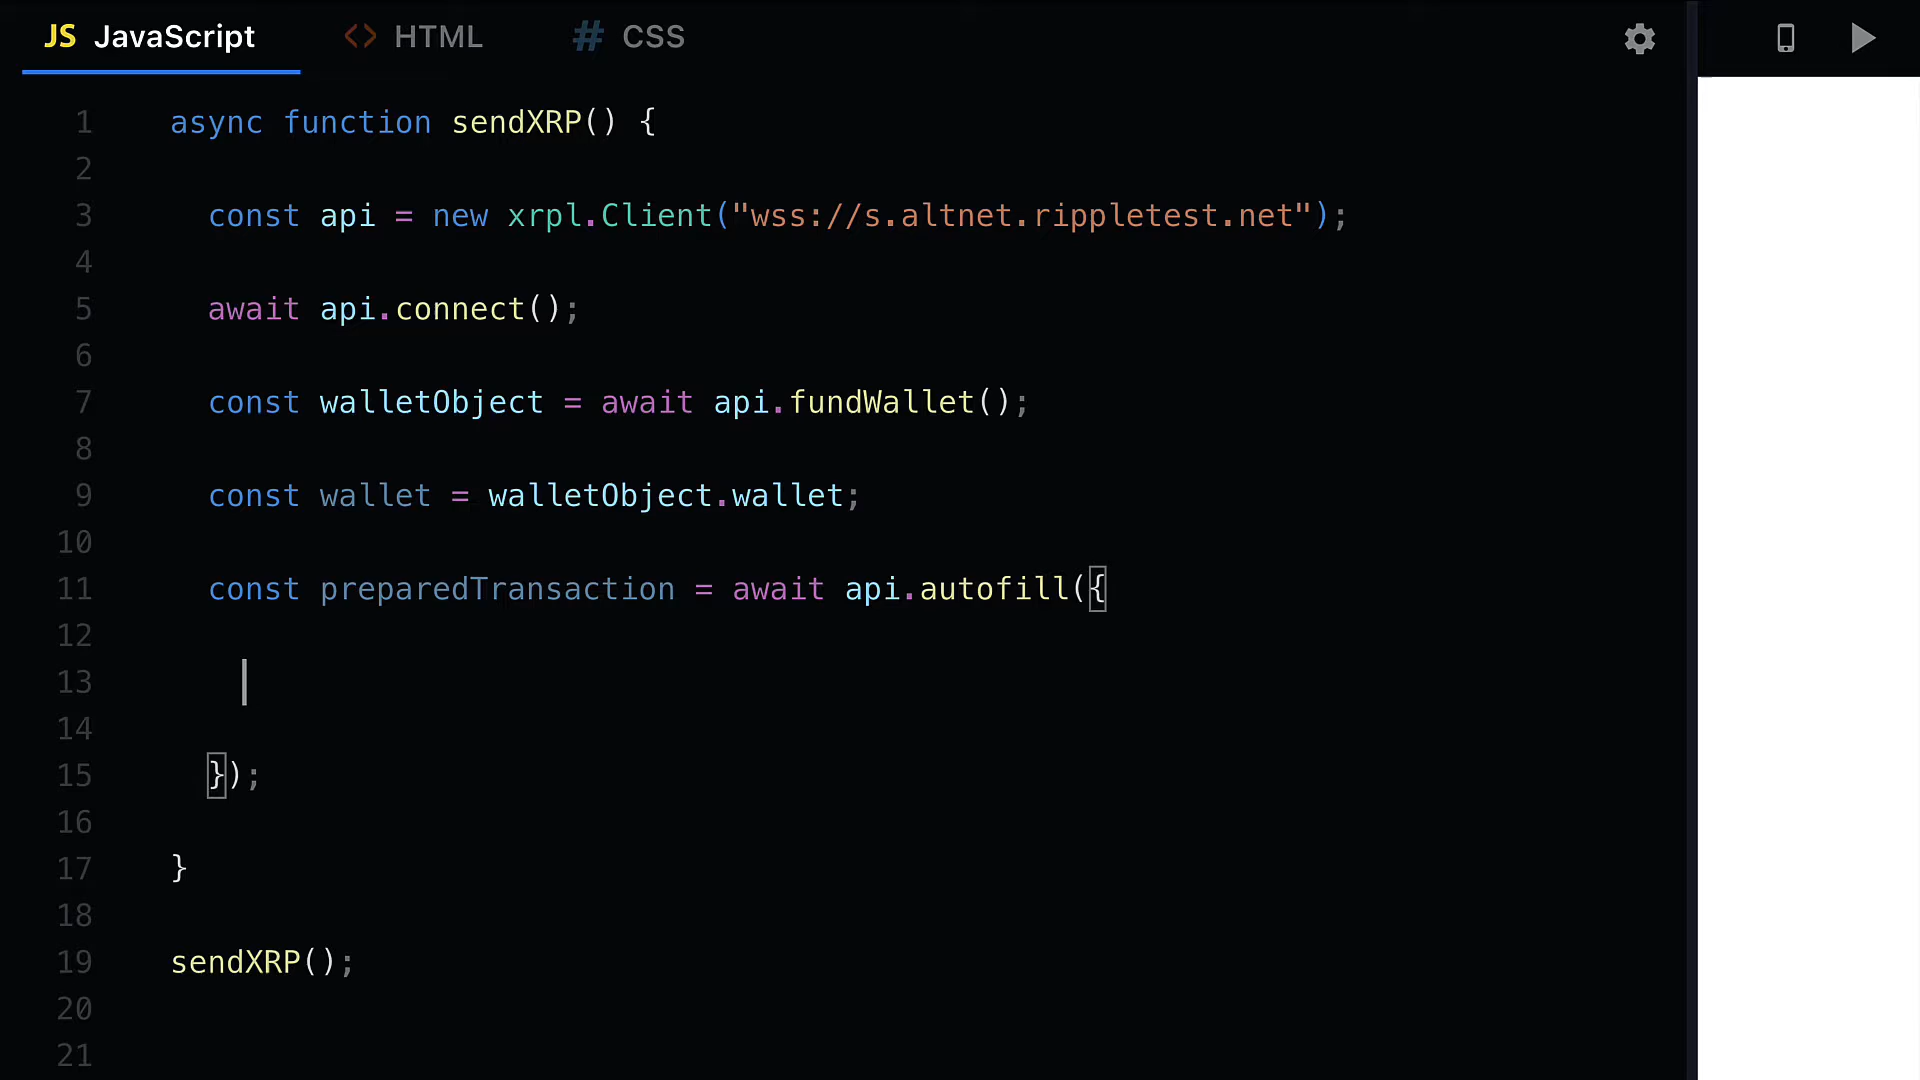 JS JavaScript <> HTML # CSS
1 async function sendXRP() {
2
3 const api = new xrpl.Client("wss://s.altnet.rippletest.net");
4
5 await api.connect();
6
7 const walletObject = await api.fundWallet();
8
9 const wallet = walletObject.wallet;
10
11 const preparedTransaction = await api.autofill({
12
13
14
15 });
16
17 }
18
19 sendXRP();
20
21